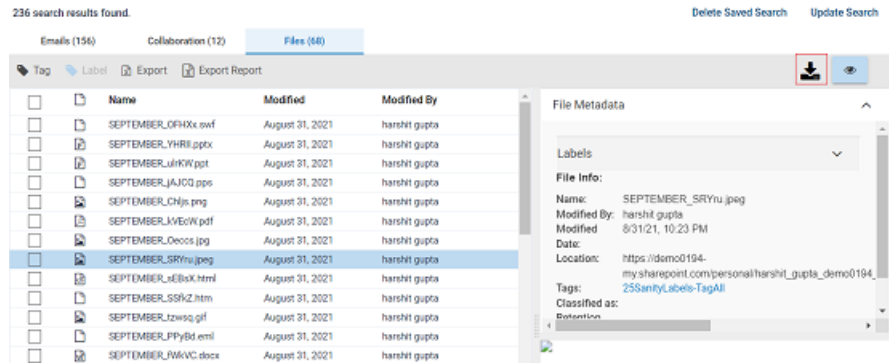 236 search results found.
Delete Saved Search Update Search
Emails (156) Collaboration (12) Files (68)
Tag Label Export Export Report
Name Modified Modified By
SEPTEMBER_OFHXx.swf August 31, 2021 harshit gupta
SEPTEMBER_YHRII.pptx August 31, 2021 harshit gupta
SEPTEMBER_ulrKW.ppt August 31, 2021 harshit gupta
SEPTEMBER_jAJCQ.pps August 31, 2021 harshit gupta
SEPTEMBER_Chljs.png August 31, 2021 harshit gupta
SEPTEMBER_kVEcW.pdf August 31, 2021 harshit gupta
SEPTEMBER_Oeccs.jpg August 31, 2021 harshit gupta
SEPTEMBER_SRYru.jpeg August 31, 2021 harshit gupta
SEPTEMBER_sEBsX.html August 31, 2021 harshit gupta
SEPTEMBER_SSfkZ.htm August 31, 2021 harshit gupta
SEPTEMBER_tzwsq.gif August 31, 2021 harshit gupta
SEPTEMBER_PPyBd.eml August 31, 2021 harshit gupta
SEPTEMBER_fWkVC.docx August 31, 2021 harshit gupta
File Metadata
Labels
File Info:
Name: SEPTEMBER_SRYru.jpeg
Modified By: harshit gupta
Modified 8/31/21, 10:23 PM
Date:
Location: https://demo0194-
my.sharepoint.com/personal/harshit_gupta_demo0194_
Tags: 25SanityLabels-TagAll
Classified as:
Retention